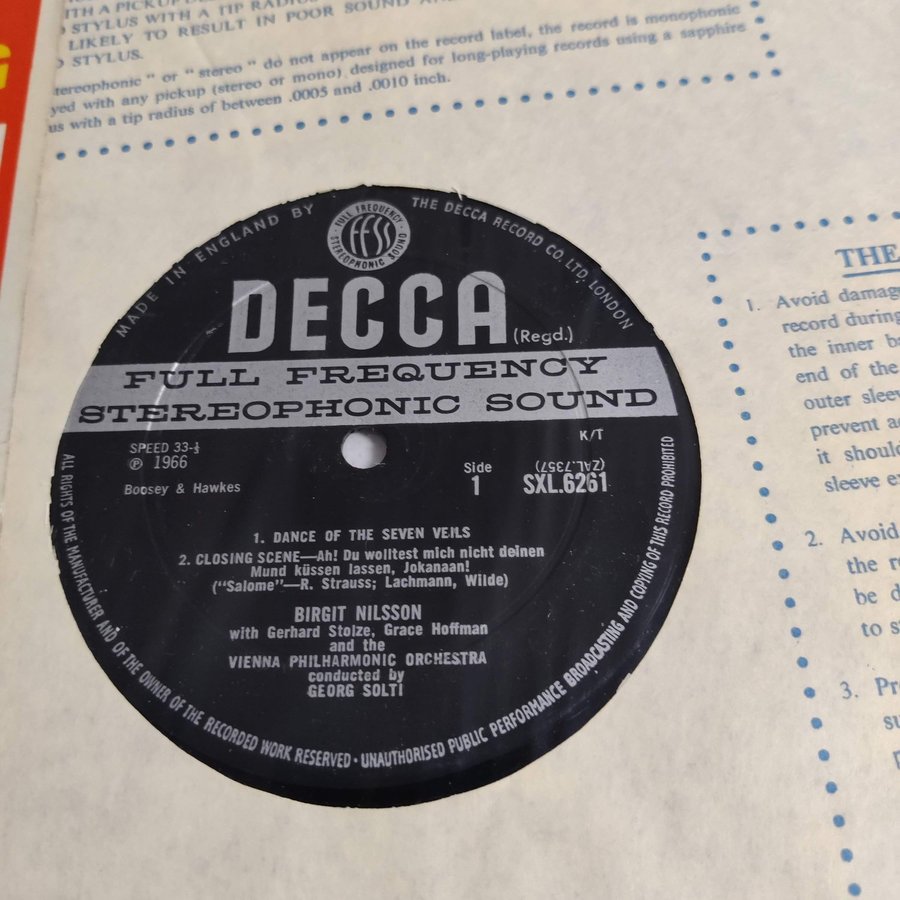 TH A PICKUP
STYLUS WITH A TIP RADIUS
LIKELY TO RESULT IN POOR SOUND AND
STYLUS.
tereophonic " or " stereo " do not appear on the record label, the record is monophonic
yed with any pickup (stereo or mono) designed for long-playing records using a sapphire
us with a tip radius of between .0005 and .0010 inch.
MADE IN ENGLAND BY
THE DECCA RECORD CO. LTD. LONDON
FULL FREQUENCY
FFSS
STEREOPHONIC SOUND
DECCA (Regd.)
FULL FREQUENCY
STEREOPHONIC SOUND
SPEED 33-⅓
K/T
℗ 1966
Boosey & Hawkes
Side
1
(ZAL.7357)
SXL.6261
1. DANCE OF THE SEVEN VEILS
2. CLOSING SCENE—Ah! Du wolltest mich nicht deinen
Mund küssen lassen, Jokanaan!
("Salome"—R. Strauss; Lachmann, Wilde)
BIRGIT NILSSON
with Gerhard Stolze, Grace Hoffman
and the
VIENNA PHILHARMONIC ORCHESTRA
conducted by
GEORG SOLTI
ALL RIGHTS OF THE MANUFACTURER AND OF THE OWNER OF THE RECORDED WORK RESERVED · UNAUTHORISED PUBLIC PERFORMANCE BROADCASTING AND COPYING OF THIS RECORD PROHIBITED
THE
1. Avoid damag
record during
the inner b
end of the
outer sleev
prevent a
it shoul
sleeve e
2. Avoid
the r
be d
to s
3. Pr
su